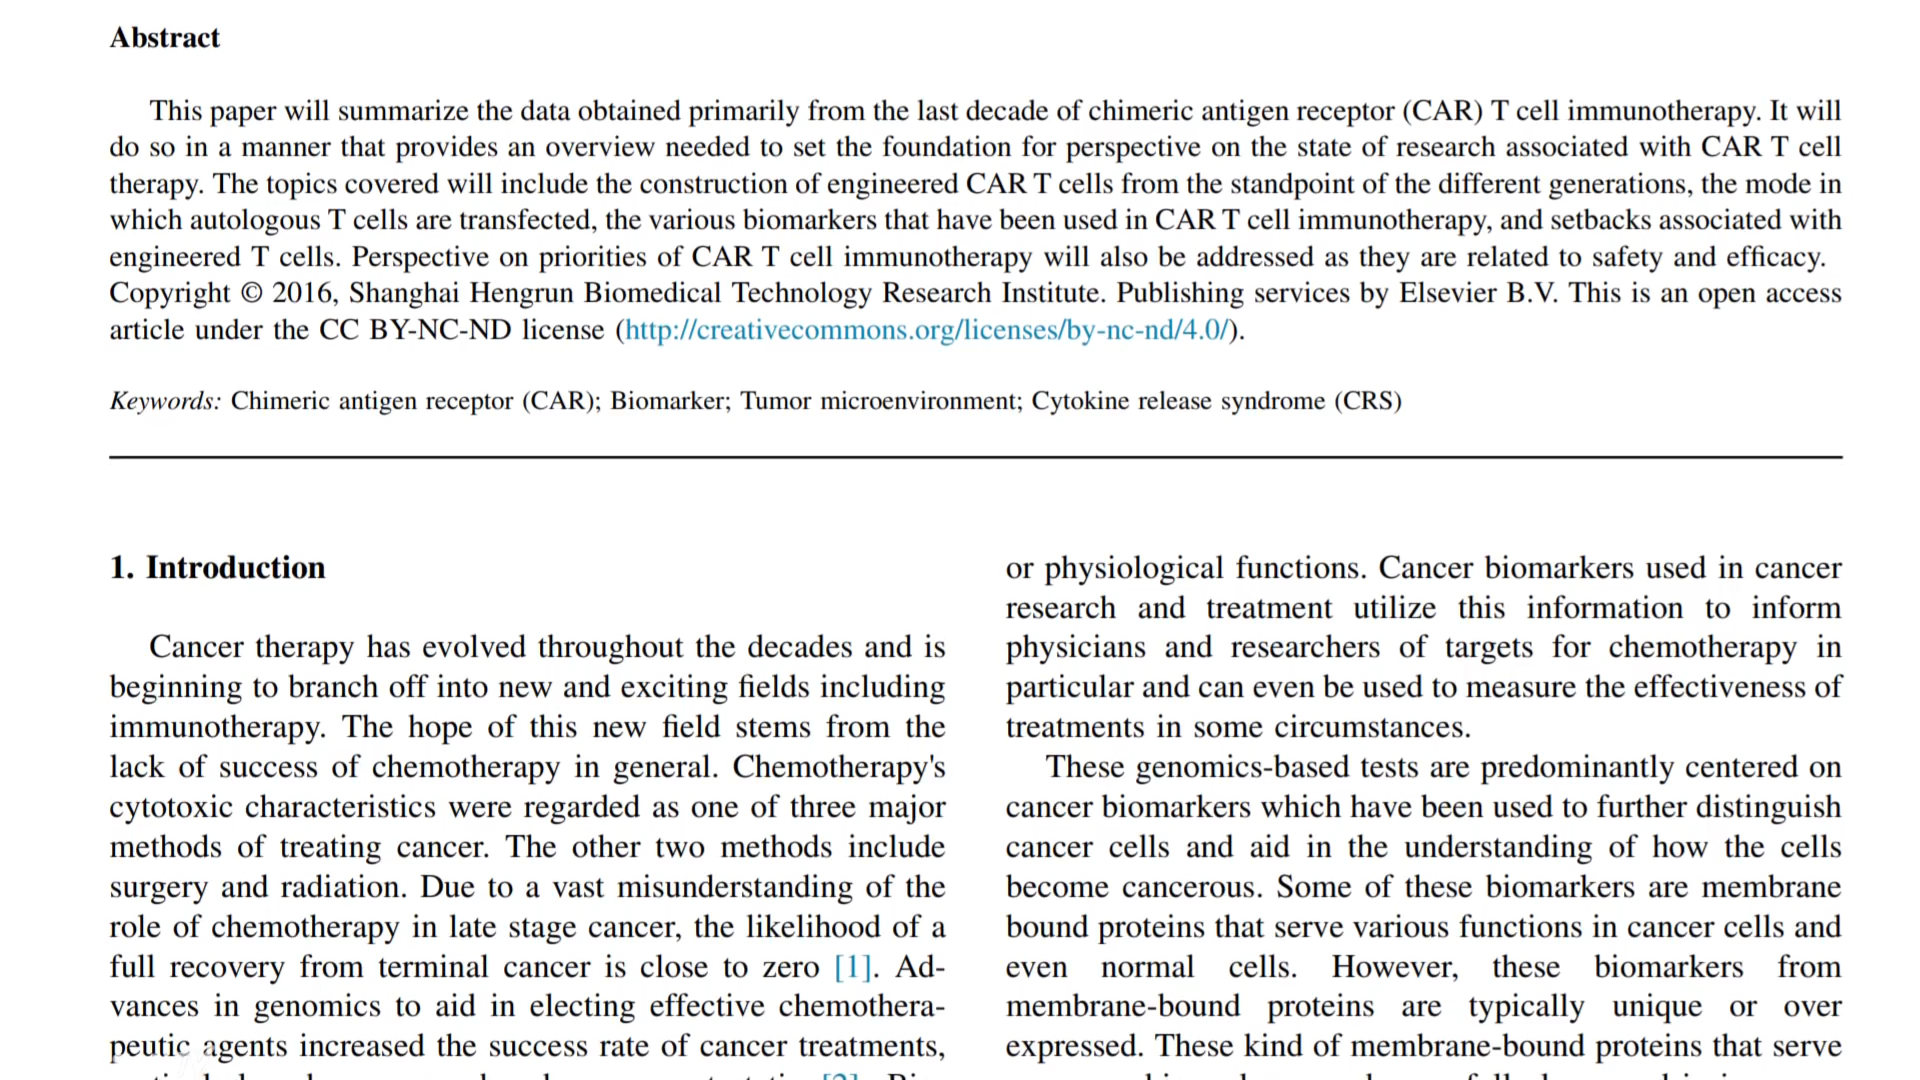 Abstract
This paper will summarize the data obtained primarily from the last decade of chimeric antigen receptor (CAR) T cell immunotherapy. It will
do so in a manner that provides an overview needed to set the foundation for perspective on the state of research associated with CAR T cell
therapy. The topics covered will include the construction of engineered CAR T cells from the standpoint of the different generations, the mode in
which autologous T cells are transfected, the various biomarkers that have been used in CAR T cell immunotherapy, and setbacks associated with
engineered T cells. Perspective on priorities of CAR T cell immunotherapy will also be addressed as they are related to safety and efficacy.
Copyright © 2016, Shanghai Hengrun Biomedical Technology Research Institute. Publishing services by Elsevier B.V. This is an open access
article under the CC BY-NC-ND license (http://creativecommons.org/licenses/by-nc-nd/4.0/).
Keywords: Chimeric antigen receptor (CAR); Biomarker; Tumor microenvironment; Cytokine release syndrome (CRS)
1. Introduction
Cancer therapy has evolved throughout the decades and is
beginning to branch off into new and exciting fields including
immunotherapy. The hope of this new field stems from the
lack of success of chemotherapy in general. Chemotherapy's
cytotoxic characteristics were regarded as one of three major
methods of treating cancer. The other two methods include
surgery and radiation. Due to a vast misunderstanding of the
role of chemotherapy in late stage cancer, the likelihood of a
full recovery from terminal cancer is close to zero [1]. Ad-
vances in genomics to aid in electing effective chemothera-
peutic agents increased the success rate of cancer treatments,
or physiological functions. Cancer biomarkers used in cancer
research and treatment utilize this information to inform
physicians and researchers of targets for chemotherapy in
particular and can even be used to measure the effectiveness of
treatments in some circumstances.
These genomics-based tests are predominantly centered on
cancer biomarkers which have been used to further distinguish
cancer cells and aid in the understanding of how the cells
become cancerous. Some of these biomarkers are membrane
bound proteins that serve various functions in cancer cells and
even normal cells. However, these biomarkers from
membrane-bound proteins are typically unique or over
expressed. These kind of membrane-bound proteins that serve